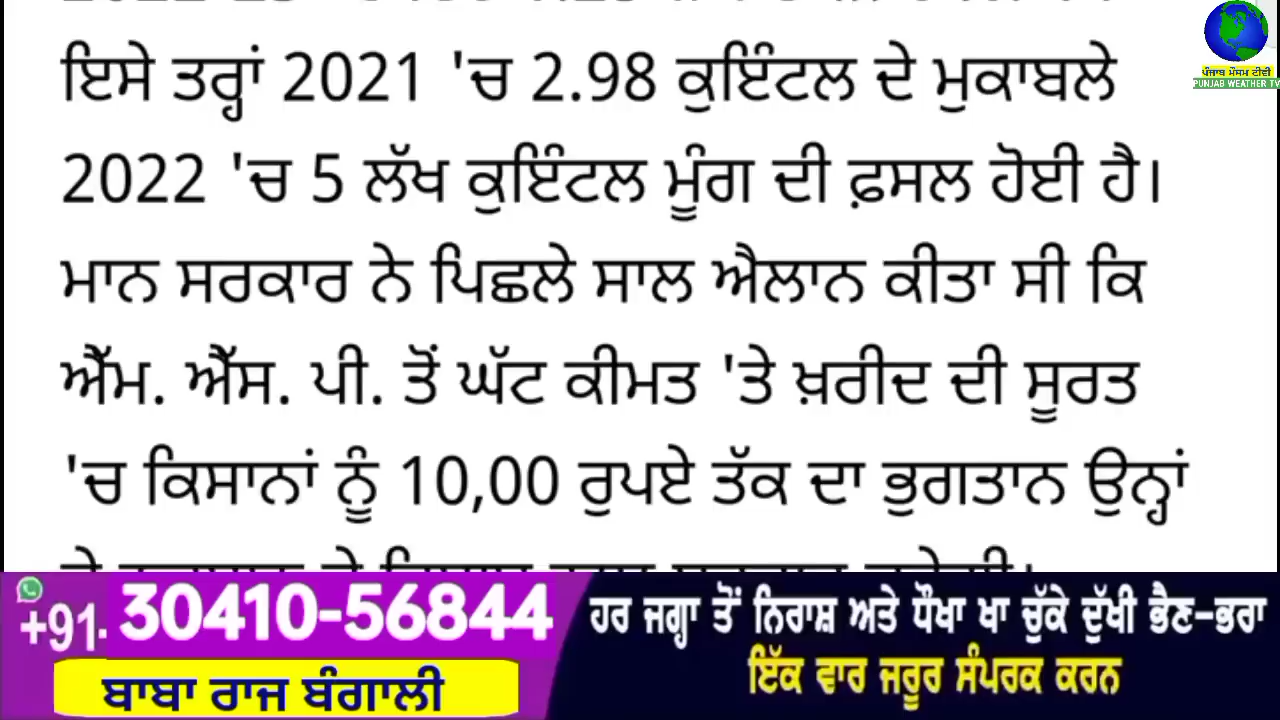 ਇਸੇ ਤਰ੍ਹਾਂ 2021 'ਚ 2.98 ਕੁਇੰਟਲ ਦੇ ਮੁਕਾਬਲੇ
2022 'ਚ 5 ਲੱਖ ਕੁਇੰਟਲ ਮੂੰਗ ਦੀ ਫ਼ਸਲ ਹੋਈ ਹੈ।
ਮਾਨ ਸਰਕਾਰ ਨੇ ਪਿਛਲੇ ਸਾਲ ਐਲਾਨ ਕੀਤਾ ਸੀ ਕਿ
ਐੱਮ. ਐੱਸ. ਪੀ. ਤੋਂ ਘੱਟ ਕੀਮਤ 'ਤੇ ਖ਼ਰੀਦ ਦੀ ਸੂਰਤ
'ਚ ਕਿਸਾਨਾਂ ਨੂੰ 10,00 ਰੁਪਏ ਤੱਕ ਦਾ ਭੁਗਤਾਨ ਉਨ੍ਹਾਂ
ਪੰਜਾਬ ਮੌਸਮ ਟੀਵੀ
PUNJAB WEATHER TV
+91- 30410-56844
ਬਾਬਾ ਰਾਜ ਬੰਗਾਲੀ
ਹਰ ਜਗ੍ਹਾ ਤੋਂ ਨਿਰਾਸ਼ ਅਤੇ ਧੌਖਾ ਖਾ ਚੁੱਕੇ ਦੁੱਖੀ ਭੈਣ-ਭਰਾ
ਇੱਕ ਵਾਰ ਜਰੂਰ ਸੰਪਰਕ ਕਰਨ